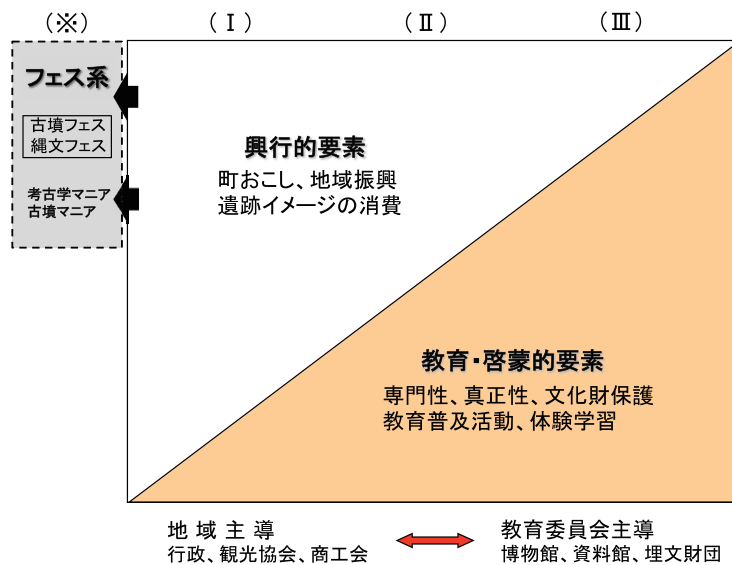 （※）
（Ⅰ）
（Ⅱ）
（Ⅲ）
フェス系
古墳フェス
縄文フェス
考古学マニア
古墳マニア
興行的要素
町おこし、地域振興
遺跡イメージの消費
教育・啓蒙的要素
専門性、真正性、文化財保護
教育普及活動、体験学習
地域主導
行政、観光協会、商工会
教育委員会主導
博物館、資料館、埋文財団